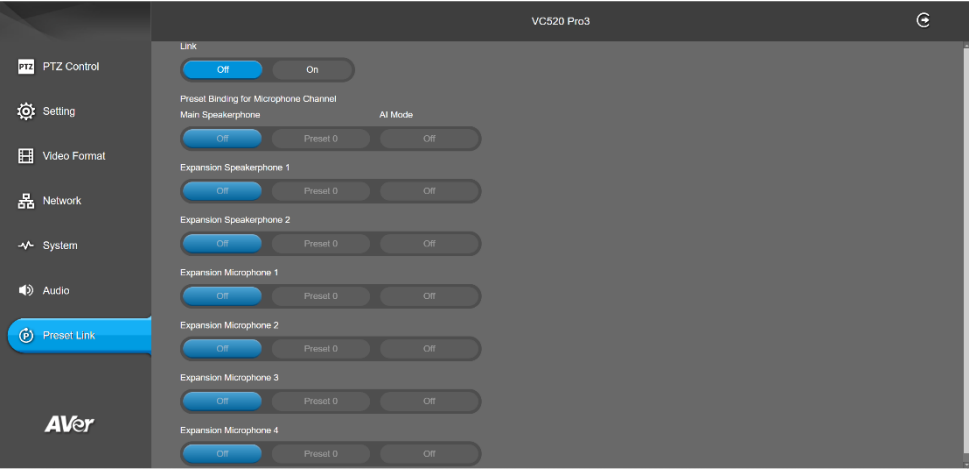 VC520 Pro3
PTZ PTZ Control
Setting
Video Format
Network
System
Audio
P Preset Link
AVer
Link
Off On
Preset Binding for Microphone Channel
Main Speakerphone AI Mode
Off Preset 0 Off
Expansion Speakerphone 1
Off Preset 0 Off
Expansion Speakerphone 2
Off Preset 0 Off
Expansion Microphone 1
Off Preset 0 Off
Expansion Microphone 2
Off Preset 0 Off
Expansion Microphone 3
Off Preset 0 Off
Expansion Microphone 4
Off Preset 0 Off